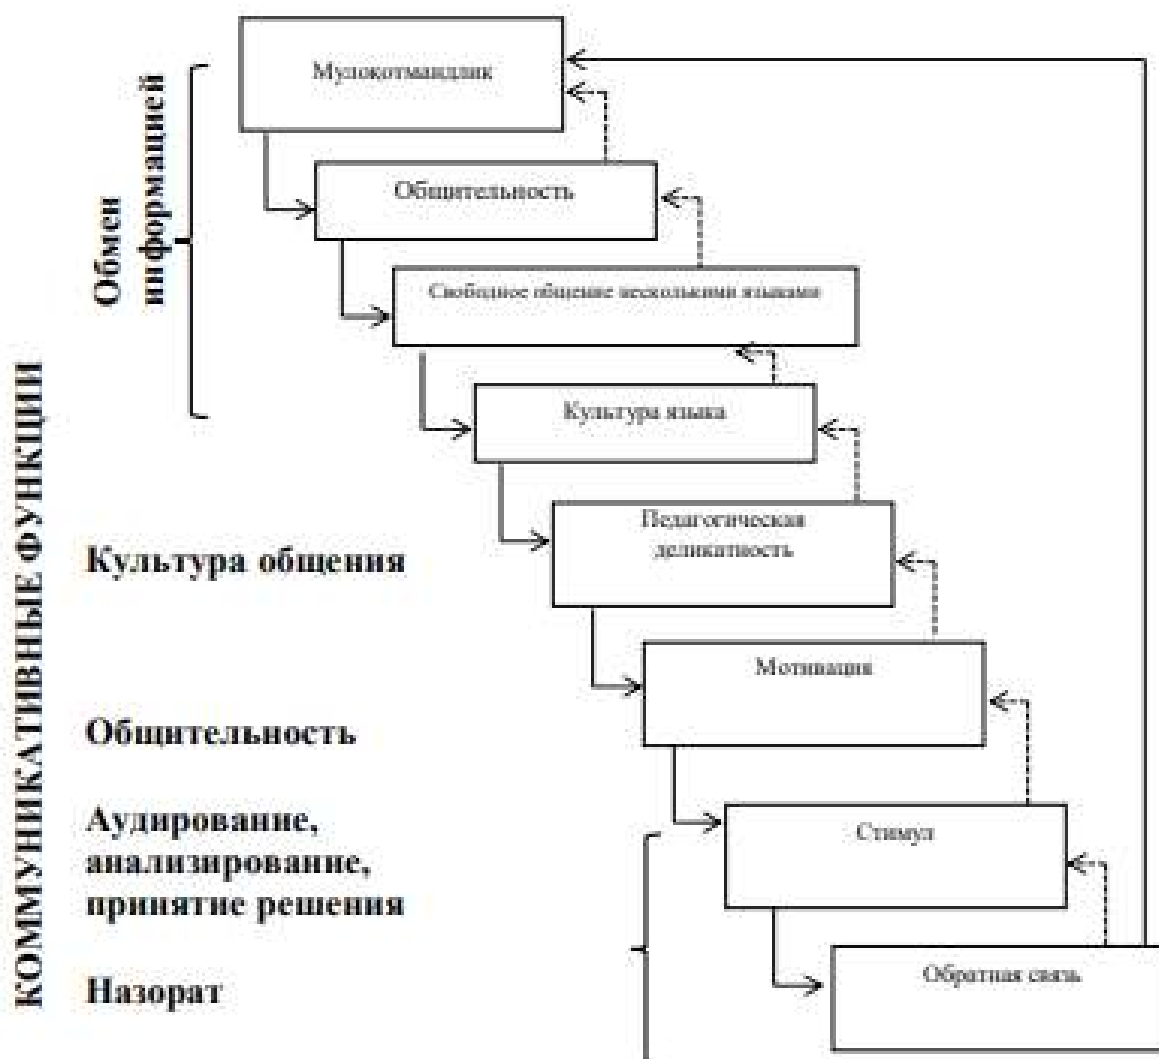 КОММУНИКАТИВНЫЕ ФУНКЦИИ
Обмен
информацией
Культура общения
Общительность
Аудирование,
анализирование,
принятие решения
Назорат
Мулокотмандлик
Общительность
Свободное общение несколькими языками
Культура языка
Педагогическая
деликатность
Мотивация
Стимул
Обратная связь